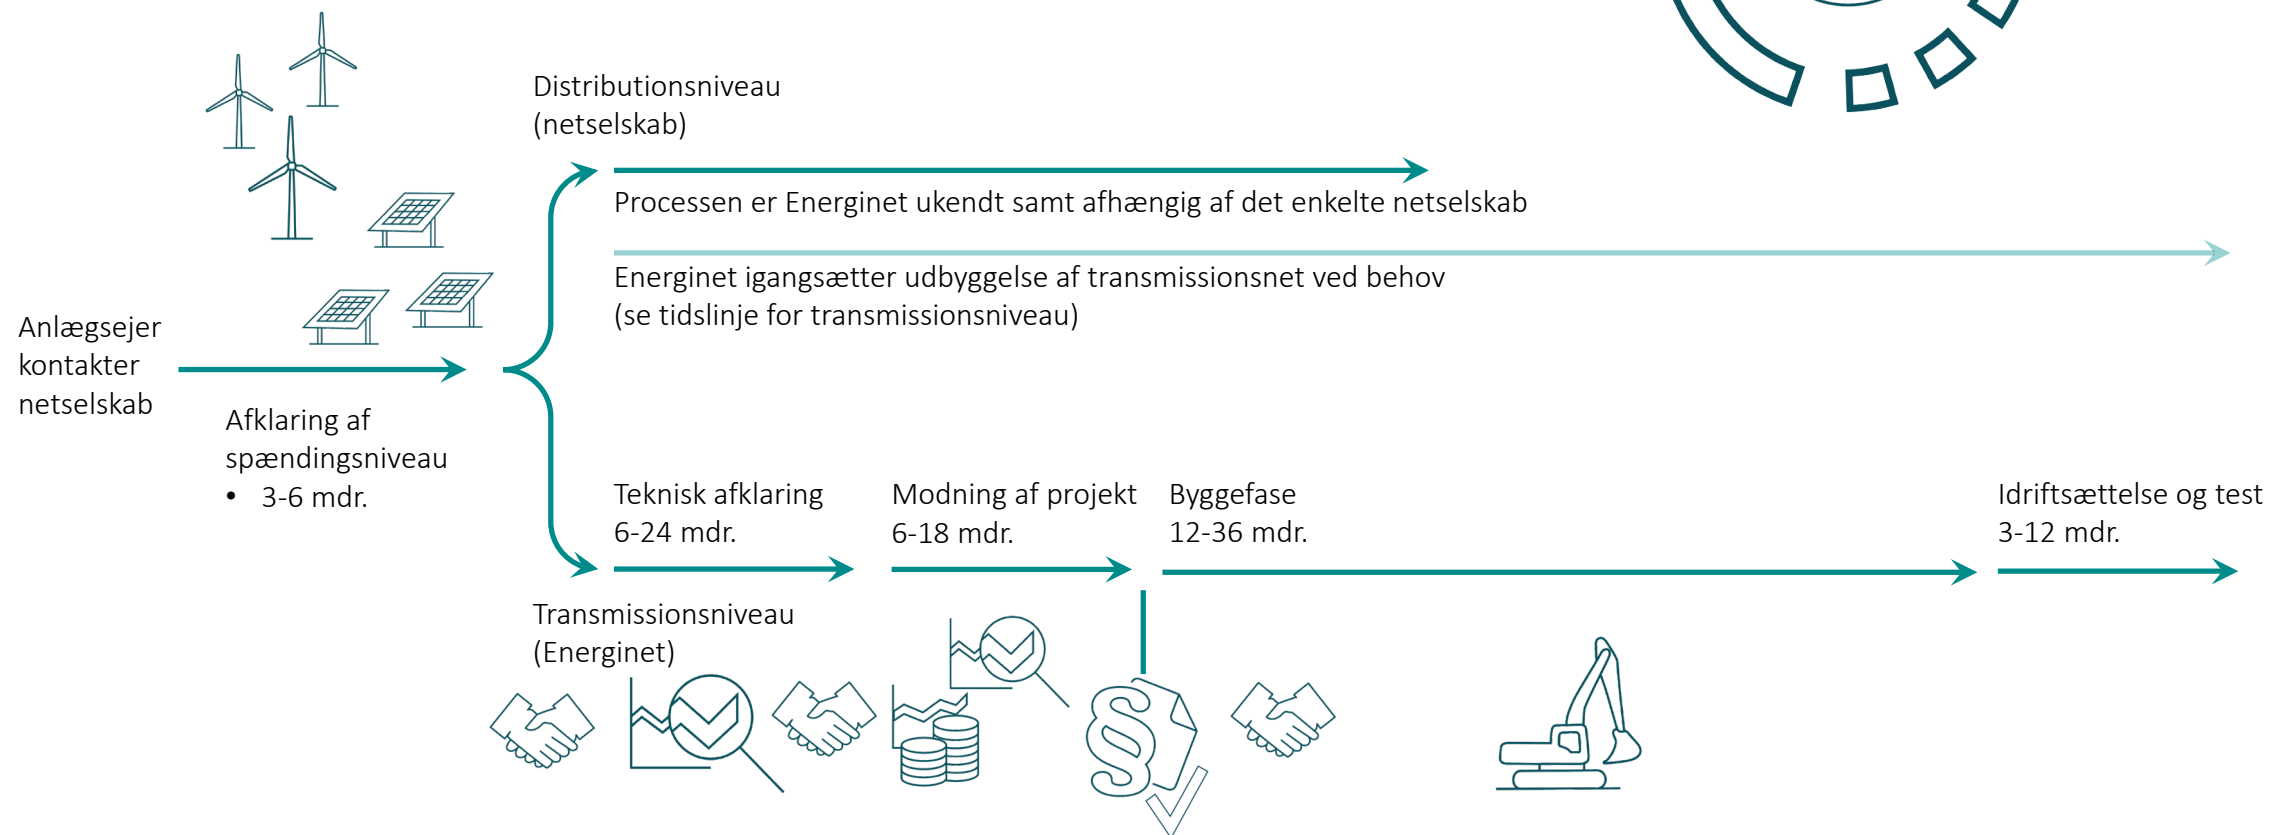 Distributionsniveau
(netselskab)
Processen er Energinet ukendt samt afhængig af det enkelte netselskab
Energinet igangsætter udbyggelse af transmissionsnet ved behov
(se tidslinje for transmissionsniveau)
Anlægsejer
kontakter
netselskab
Afklaring af
spændingsniveau
• 3-6 mdr.
Teknisk afklaring
6-24 mdr.
Modning af projekt
6-18 mdr.
Byggefase
12-36 mdr.
Idriftsættelse og test
3-12 mdr.
Transmissionsniveau
(Energinet)
§